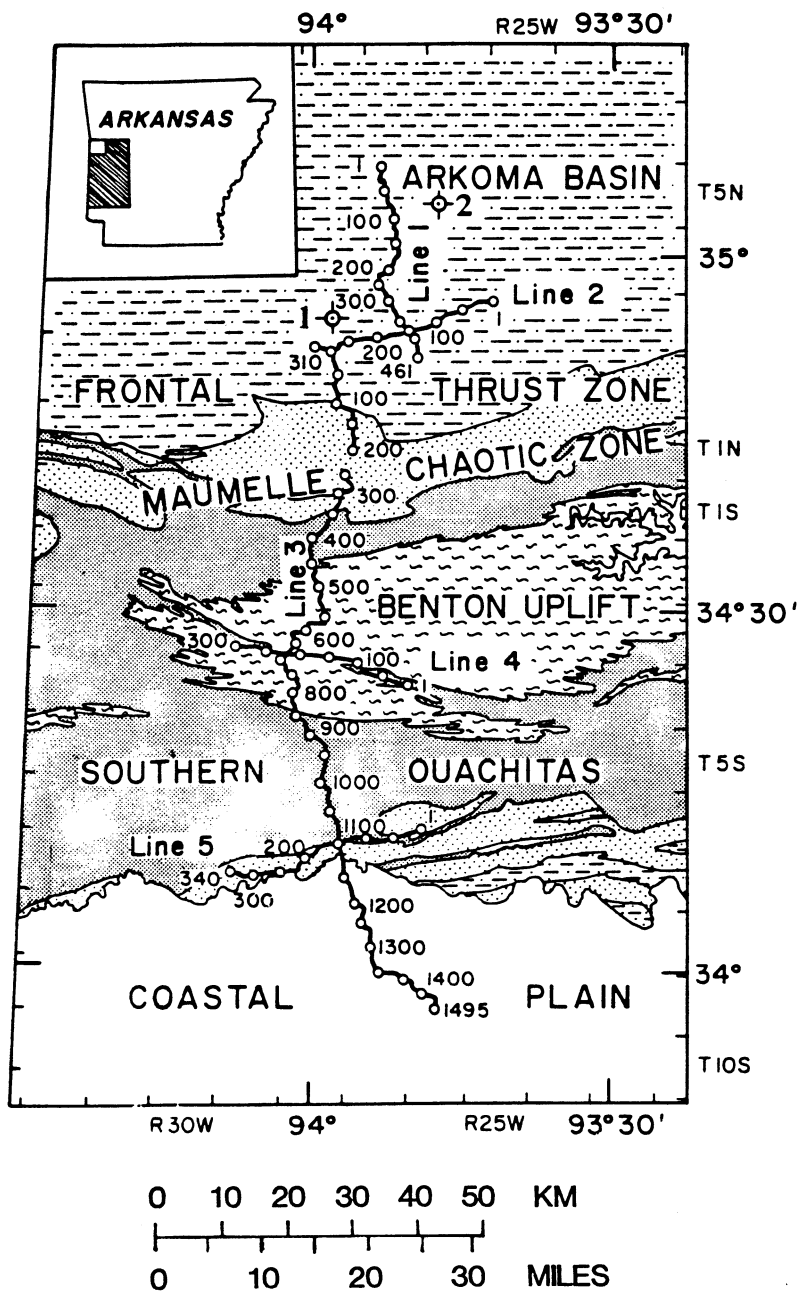 94° R25W 93°30'
ARKANSAS
1
ARKOMA BASIN
T5N
2
100
Line 1
35°
200
300
Line 2
1
1
100
310
200
461
FRONTAL THRUST ZONE
100
200
T1N
CHAOTIC ZONE
MAUMELLE
300
T1S
400
Line 3
500
BENTON UPLIFT
34°30'
600
300
100
Line 4
1
800
900
SOUTHERN OUACHITAS
T5S
1000
1100
1
Line 5
200
340
300
1200
1300
34°
1400
COASTAL PLAIN
1495
T10S
R30W 94° R25W 93°30'
0 10 20 30 40 50 KM
0 10 20 30 MILES